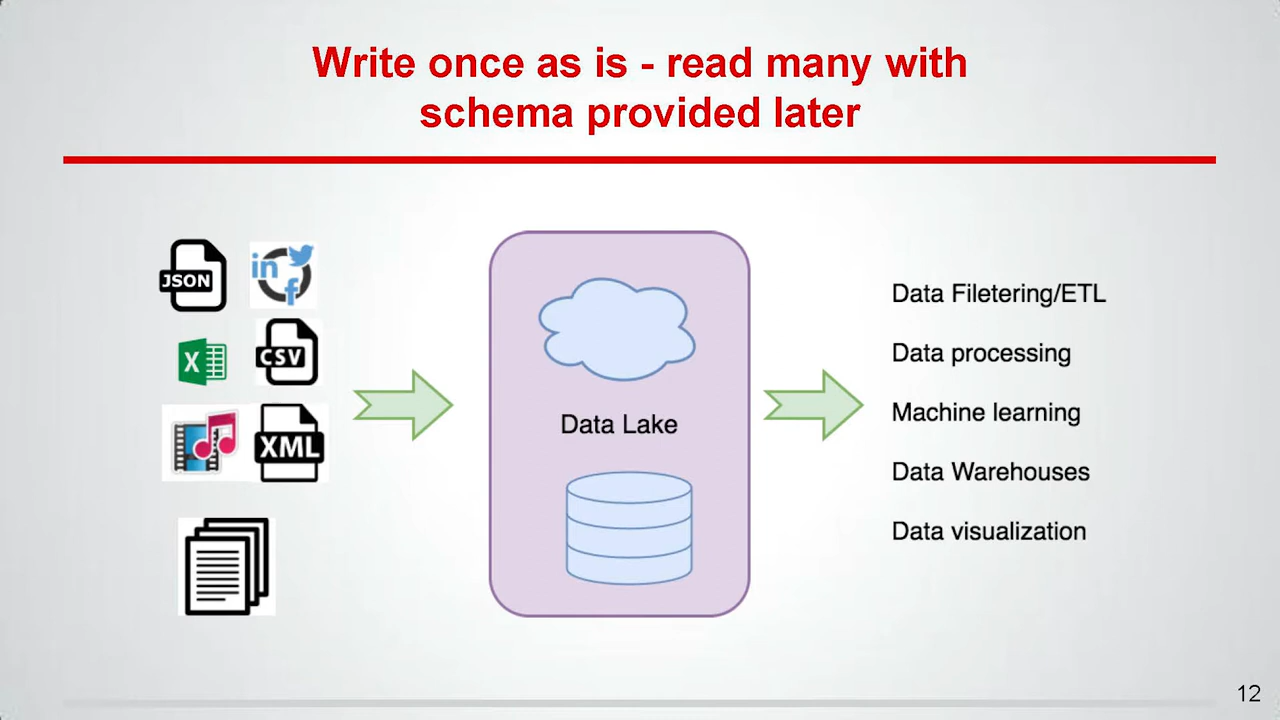 Write once as is - read many with
schema provided later
JSON
in
f
X
CSV
XML
Data Lake
Data Filetering/ETL
Data processing
Machine learning
Data Warehouses
Data visualization
12